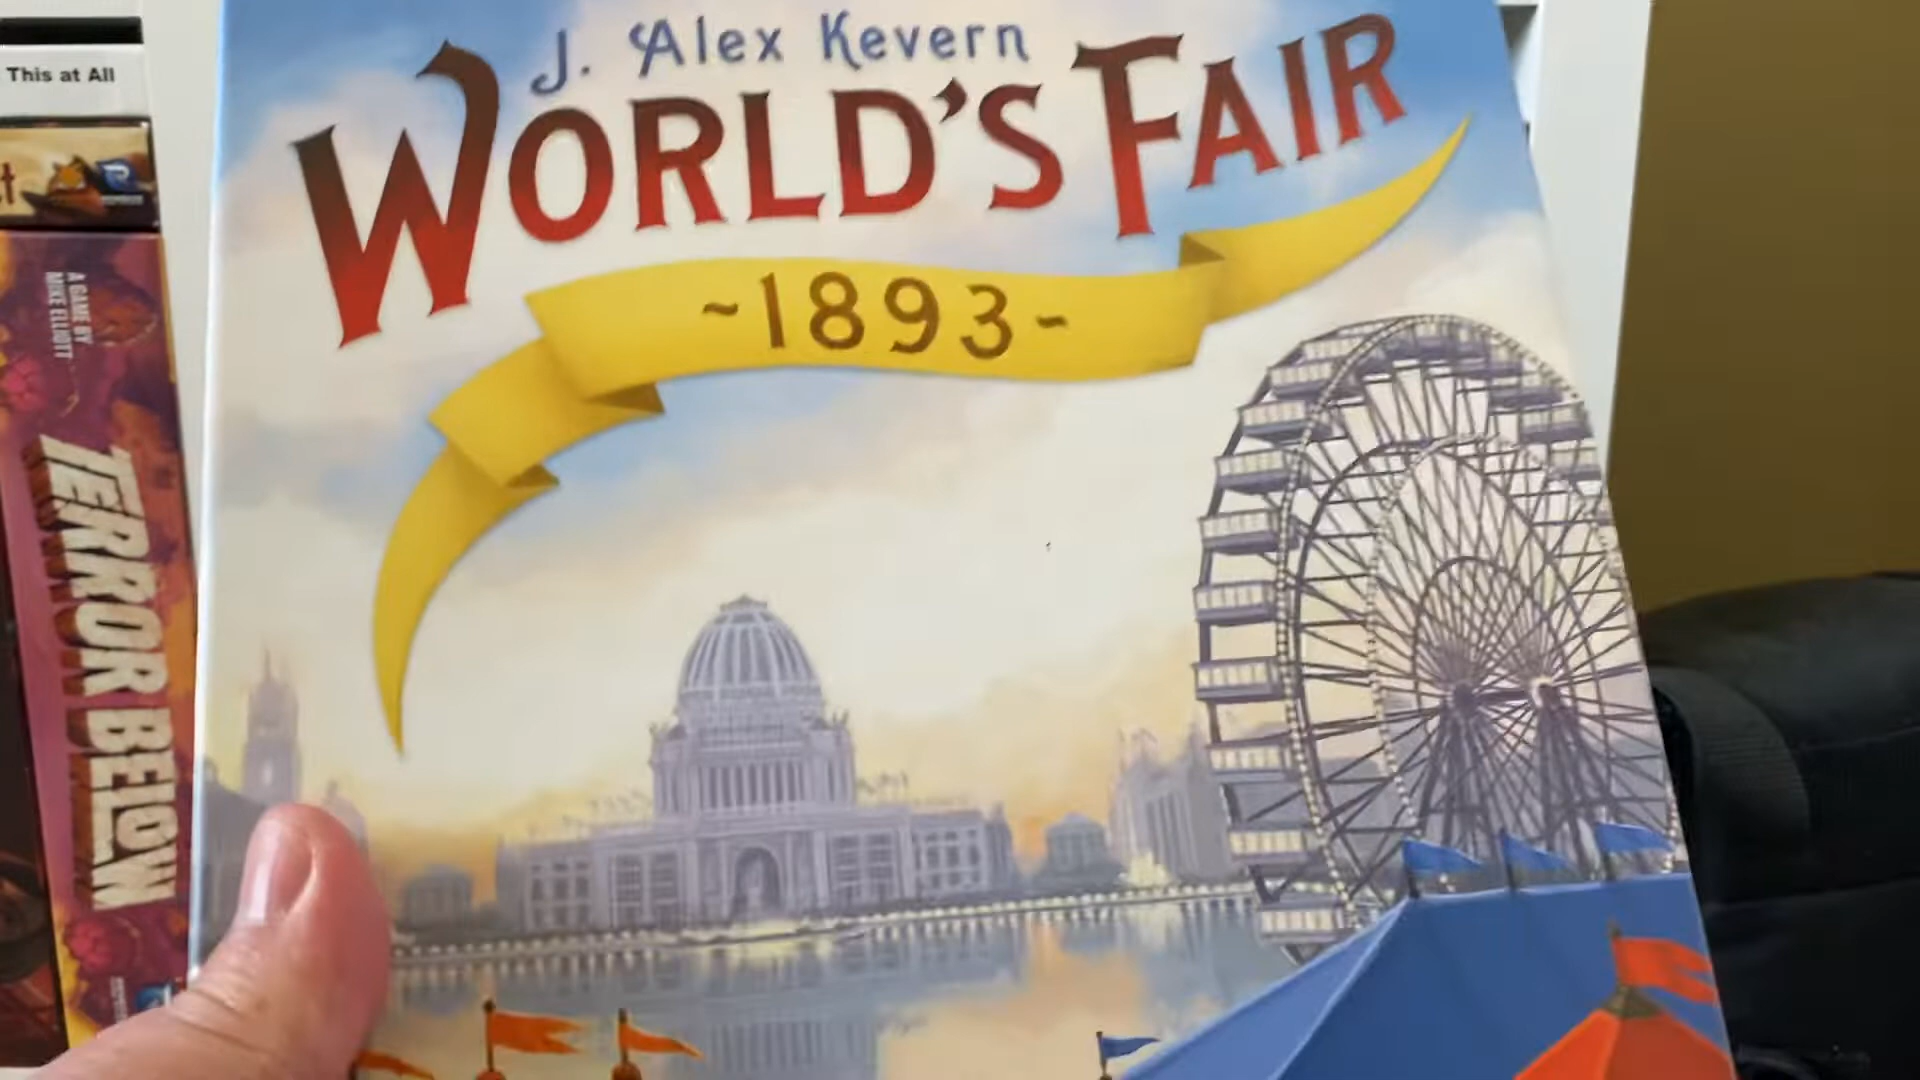 This at All
A GAME BY
MIKE ELLIOTT
TERROR BELOW
J. Alex Kevern
WORLD'S FAIR
~1893~